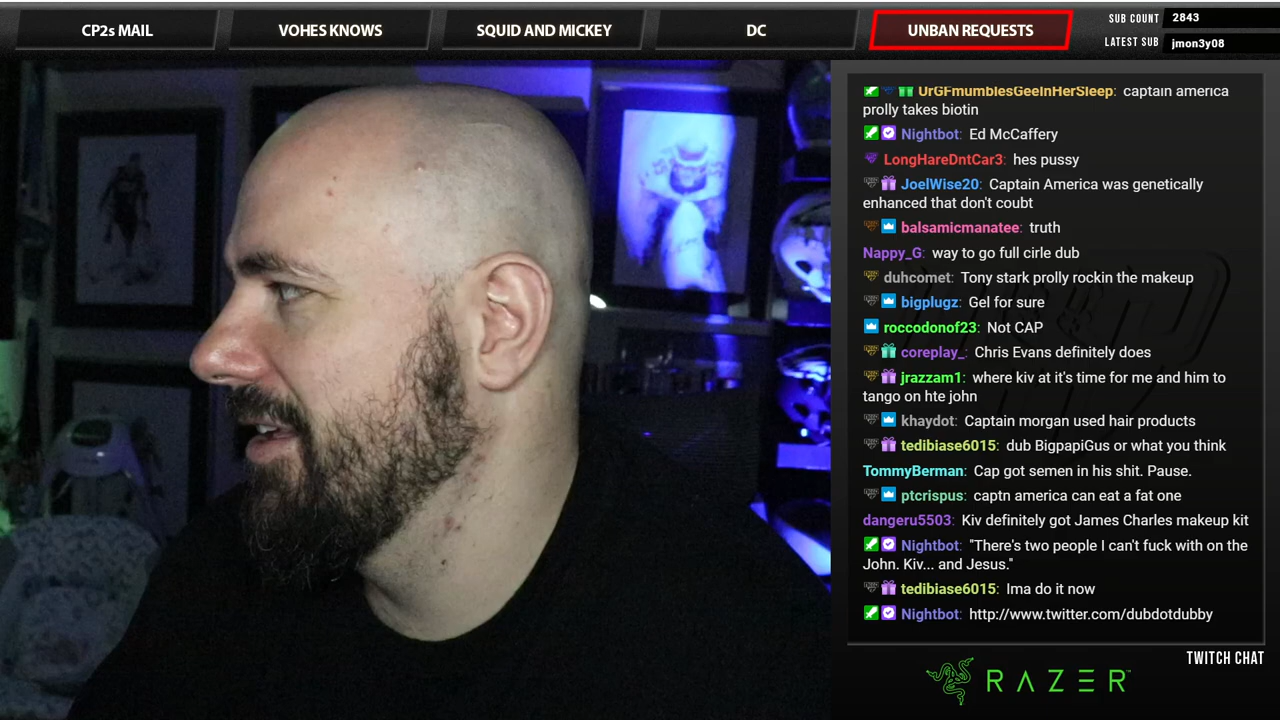 CP2s MAIL
VOHES KNOWS
SQUID AND MICKEY
DC
UNBAN REQUESTS
SUB COUNT 2843
LATEST SUB jmon3y08
UrGFmumblesGeeInHerSleep: captain america
prolly takes biotin
Nightbot: Ed McCaffery
LongHareDntCar3: hes pussy
JoelWise20: Captain America was genetically
enhanced that don't coubt
balsamicmanatee: truth
Nappy_G: way to go full cirle dub
duhcomet: Tony stark prolly rockin the makeup
bigplugz: Gel for sure
roccodonof23: Not CAP
coreplay_: Chris Evans definitely does
jrazzam1: where kiv at it's time for me and him to
tango on hte john
khaydot: Captain morgan used hair products
tedibiase6015: dub BigpapiGus or what you think
TommyBerman: Cap got semen in his shit. Pause.
ptcrispus: captn america can eat a fat one
dangeru5503: Kiv definitely got James Charles makeup kit
Nightbot: "There's two people I can't fuck with on the
John. Kiv... and Jesus."
tedibiase6015: Ima do it now
Nightbot: http://www.twitter.com/dubdotdubby
TWITCH CHAT
RAZER